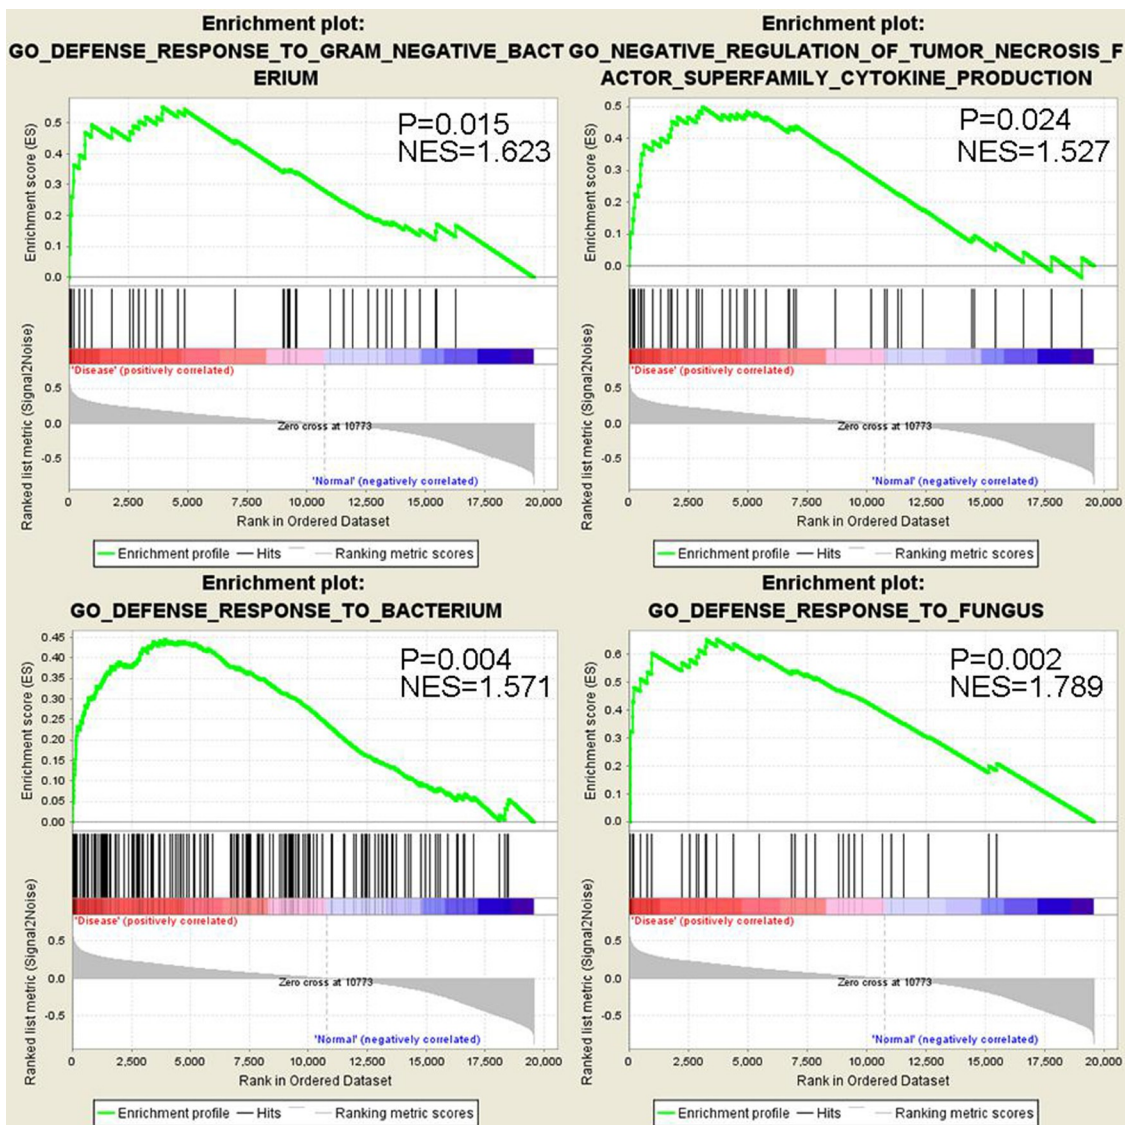 Enrichment plot:
GO_DEFENSE_RESPONSE_TO_GRAM_NEGATIVE_BACT
ERIUM
P=0.015
NES=1.623
Enrichment score (ES)
0.5
0.4
0.3
0.2
0.1
0.0
'Disease' (positively correlated)
Ranked list metric (Signal2Noise)
0.5
0.0
-0.5
Zero cross at 10773
'Normal' (negatively correlated)
0 2,500 5,000 7,500 10,000 12,500 15,000 17,500 20,000
Rank in Ordered Dataset
Enrichment profile Hits Ranking metric scores
Enrichment plot:
GO_NEGATIVE_REGULATION_OF_TUMOR_NECROSIS_F
ACTOR_SUPERFAMILY_CYTOKINE_PRODUCTION
P=0.024
NES=1.527
Enrichment score (ES)
0.5
0.4
0.3
0.2
0.1
0.0
'Disease' (positively correlated)
Ranked list metric (Signal2Noise)
0.5
0.0
-0.5
Zero cross at 10773
'Normal' (negatively correlated)
0 2,500 5,000 7,500 10,000 12,500 15,000 17,500 20,000
Rank in Ordered Dataset
Enrichment profile Hits Ranking metric scores
Enrichment plot:
GO_DEFENSE_RESPONSE_TO_BACTERIUM
P=0.004
NES=1.571
Enrichment score (ES)
0.45
0.40
0.35
0.30
0.25
0.20
0.15
0.10
0.05
0.00
'Disease' (positively correlated)
Ranked list metric (Signal2Noise)
0.5
0.0
-0.5
Zero cross at 10773
'Normal' (negatively correlated)
0 2,500 5,000 7,500 10,000 12,500 15,000 17,500 20,000
Rank in Ordered Dataset
Enrichment profile Hits Ranking metric scores
Enrichment plot:
GO_DEFENSE_RESPONSE_TO_FUNGUS
P=0.002
NES=1.789
Enrichment score (ES)
0.6
0.5
0.4
0.3
0.2
0.1
0.0
'Disease' (positively correlated)
Ranked list metric (Signal2Noise)
0.5
0.0
-0.5
Zero cross at 10773
'Normal' (negatively correlated)
0 2,500 5,000 7,500 10,000 12,500 15,000 17,500 20,000
Rank in Ordered Dataset
Enrichment profile Hits Ranking metric scores